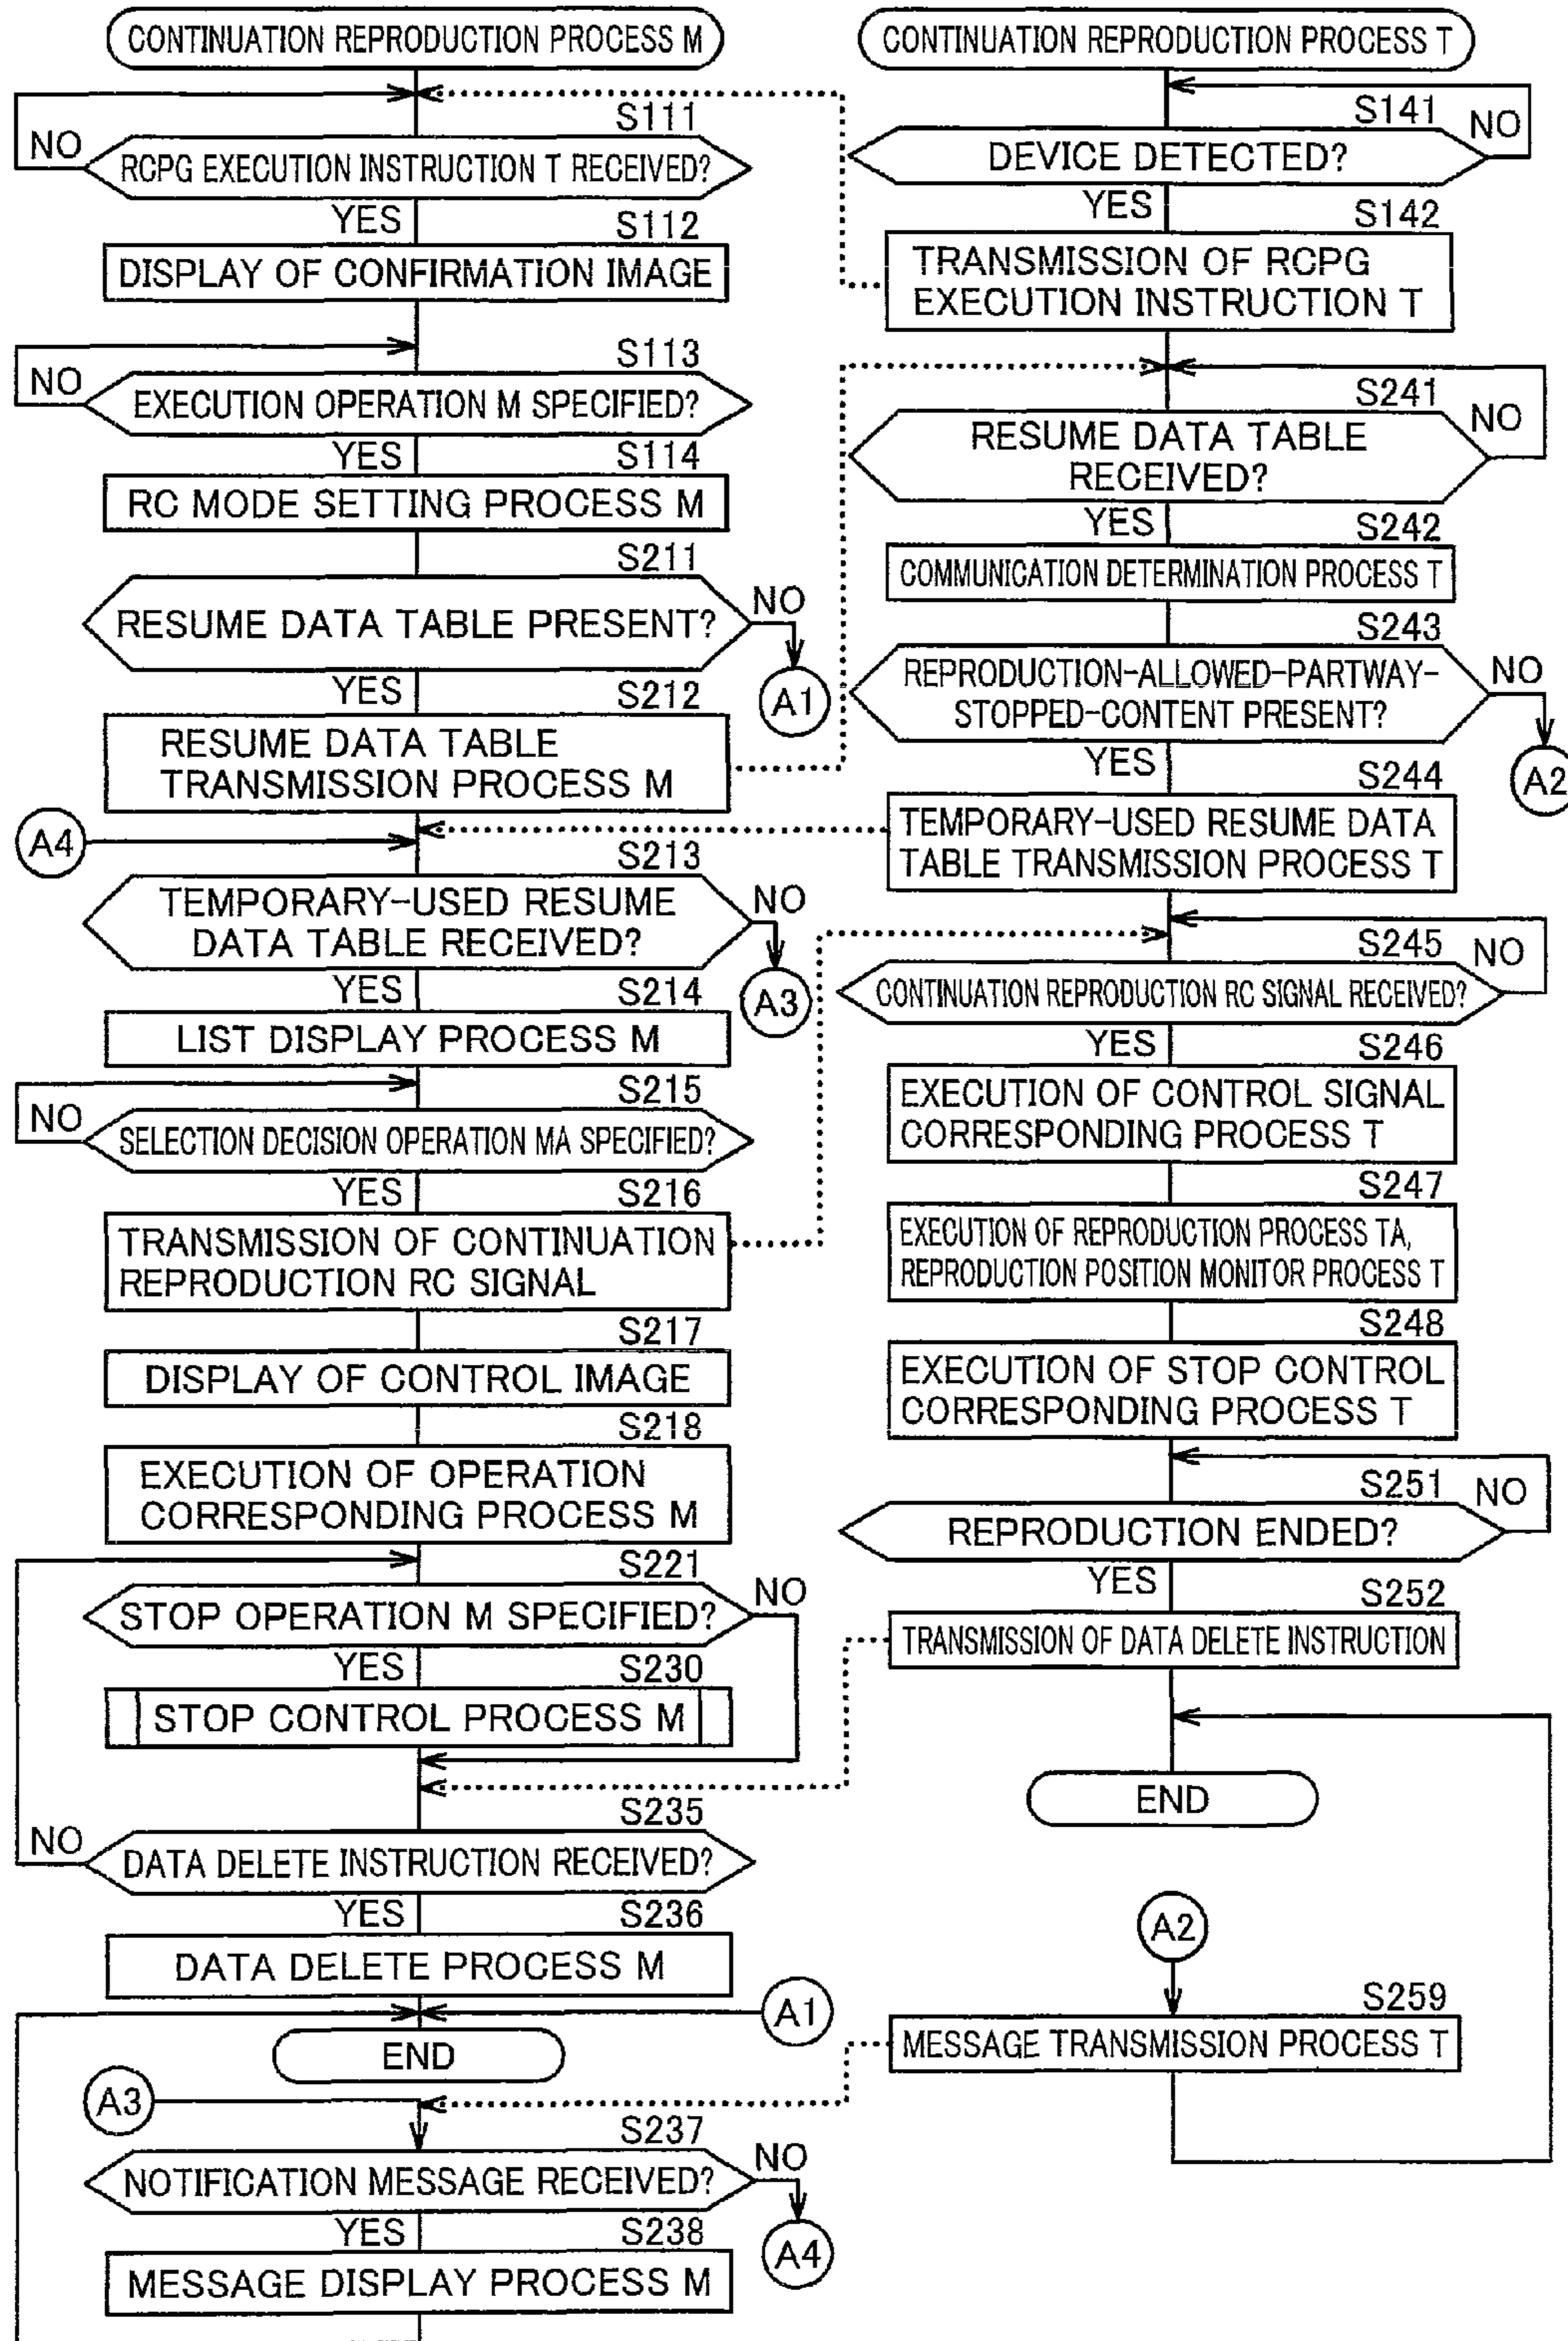 CONTINUATION REPRODUCTION PROCESS M
S111
NO
RCPG EXECUTION INSTRUCTION T RECEIVED?
YES
S112
DISPLAY OF CONFIRMATION IMAGE
S113
NO
EXECUTION OPERATION M SPECIFIED?
YES
S114
RC MODE SETTING PROCESS M
S211
RESUME DATA TABLE PRESENT?
NO
A1
YES
S212
RESUME DATA TABLE
TRANSMISSION PROCESS M
A4
S213
TEMPORARY-USED RESUME
DATA TABLE RECEIVED?
NO
A3
YES
S214
LIST DISPLAY PROCESS M
S215
NO
SELECTION DECISION OPERATION MA SPECIFIED?
YES
S216
TRANSMISSION OF CONTINUATION
REPRODUCTION RC SIGNAL
S217
DISPLAY OF CONTROL IMAGE
S218
EXECUTION OF OPERATION
CORRESPONDING PROCESS M
S221
STOP OPERATION M SPECIFIED?
NO
YES
S230
STOP CONTROL PROCESS M
S235
NO
DATA DELETE INSTRUCTION RECEIVED?
YES
S236
DATA DELETE PROCESS M
A1
END
A3
S237
NOTIFICATION MESSAGE RECEIVED?
NO
A4
YES
S238
MESSAGE DISPLAY PROCESS M
CONTINUATION REPRODUCTION PROCESS T
S141
NO
DEVICE DETECTED?
YES
S142
TRANSMISSION OF RCPG
EXECUTION INSTRUCTION T
S241
NO
RESUME DATA TABLE
RECEIVED?
YES
S242
COMMUNICATION DETERMINATION PROCESS T
S243
REPRODUCTION-ALLOWED-PARTWAY-
STOPPED-CONTENT PRESENT?
NO
A2
YES
S244
TEMPORARY-USED RESUME DATA
TABLE TRANSMISSION PROCESS T
S245
NO
CONTINUATION REPRODUCTION RC SIGNAL RECEIVED?
YES
S246
EXECUTION OF CONTROL SIGNAL
CORRESPONDING PROCESS T
S247
EXECUTION OF REPRODUCTION PROCESS TA,
REPRODUCTION POSITION MONITOR PROCESS T
S248
EXECUTION OF STOP CONTROL
CORRESPONDING PROCESS T
S251
NO
REPRODUCTION ENDED?
YES
S252
TRANSMISSION OF DATA DELETE INSTRUCTION
END
A2
S259
MESSAGE TRANSMISSION PROCESS T